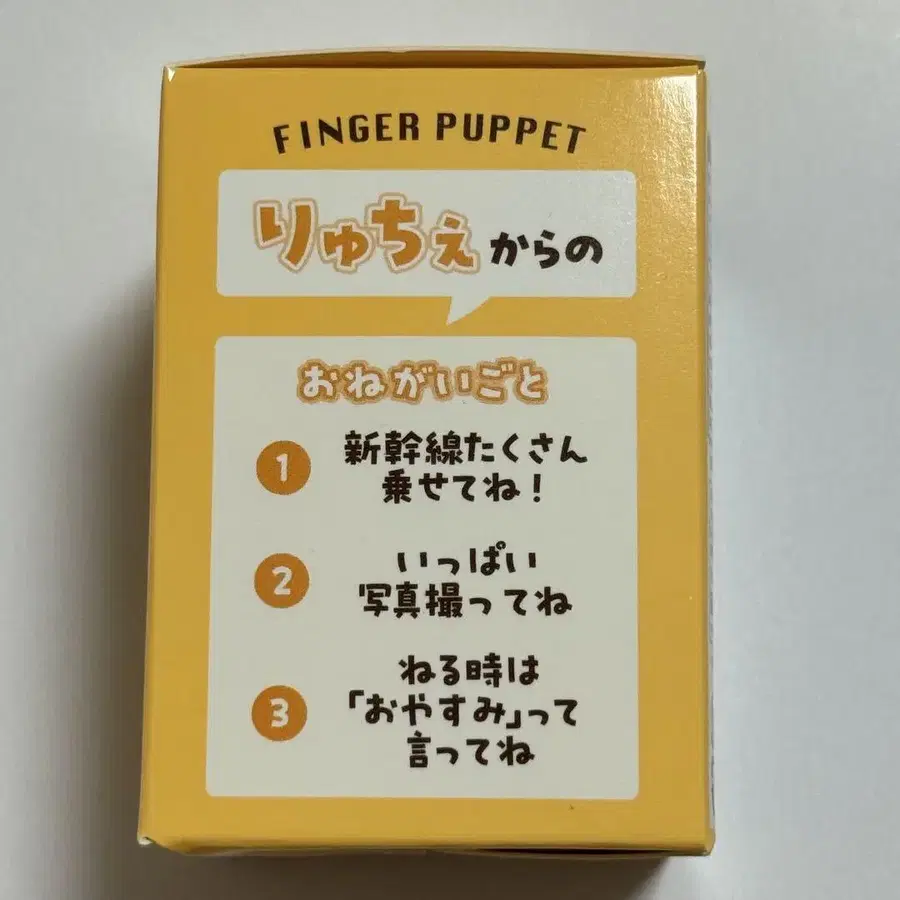 FINGER PUPPET
りゅちぇからの
おねがいごと
1 新幹線たくさん
乗せてね!
2 いっぱい
写真撮ってね
3 ねる時は
「おやすみ」って
言ってね